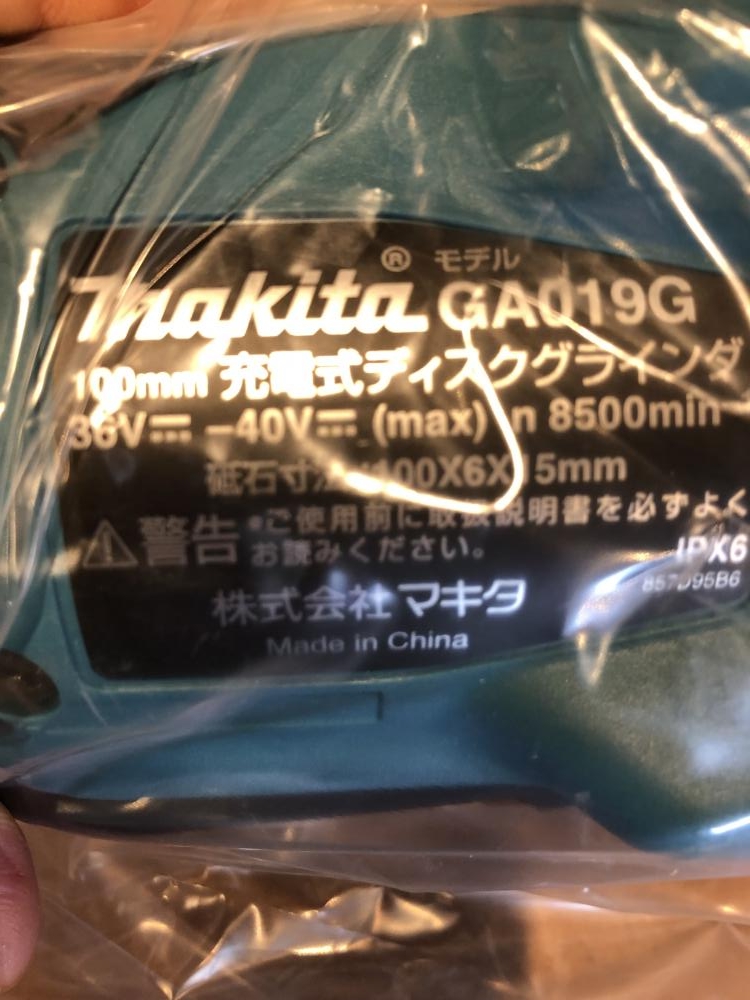 ® モデル
makita GA019G
100mm 充電式ディスクグラインダ
36V⎓ –40V⎓ (max) n 8500min⁻
砥石寸法:100X6X15mm
⚠警告 •ご使用前に取扱説明書を必ずよく
お読みください。
IPX6
株式会社マキタ
Made in China